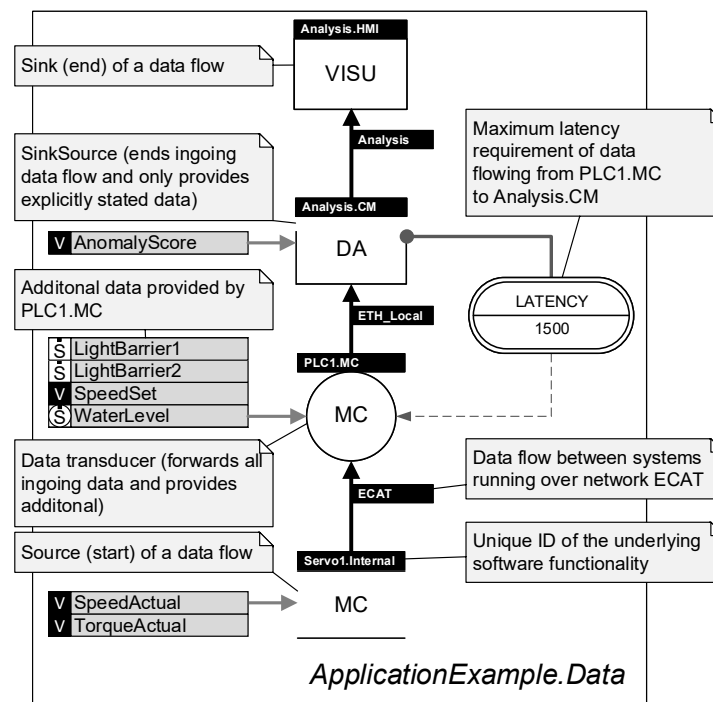 Analysis.HMI
VISU
Sink (end) of a data flow
Analysis
SinkSource (ends ingoing
data flow and only provides
explicitly stated data)
Maximum latency
requirement of data
flowing from PLC1.MC
to Analysis.CM
Analysis.CM
DA
V AnomalyScore
Additonal data provided by
PLC1.MC
LATENCY
1500
ETH_Local
S LightBarrier1
S LightBarrier2
V SpeedSet
S WaterLevel
PLC1.MC
MC
Data transducer (forwards all
ingoing data and provides
additonal)
Data flow between systems
running over network ECAT
ECAT
Source (start) of a data flow
Unique ID of the underlying
software functionality
Servo1.Internal
MC
V SpeedActual
V TorqueActual
ApplicationExample.Data